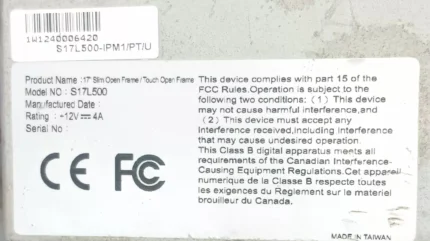 1W1240006420
S17L500-IPM1/PT/U
Product Name : 17" Slim Open Frame / Touch Open Frame
Model NO : S17L500
Manufactured Date :
Rating : +12V⎓ 4A
Serial No :
CE FC
This device complies with part 15 of the
FCC Rules.Operation is subject to the
following two conditions: ( 1 ) This device
may not cause harmful interference,and
( 2 ) This device must accept any
Interference received,including interference
that may cause undesired operation.
This Class B digital apparatus meets all
requirements of the Canadian Interference-
Causing Equipment Regulations.Cet appareil
numerique de la Classe B respecte toutes
les exigences du Reglement sur le materiel
brouilleur du Canada.
MADE IN TAIWAN